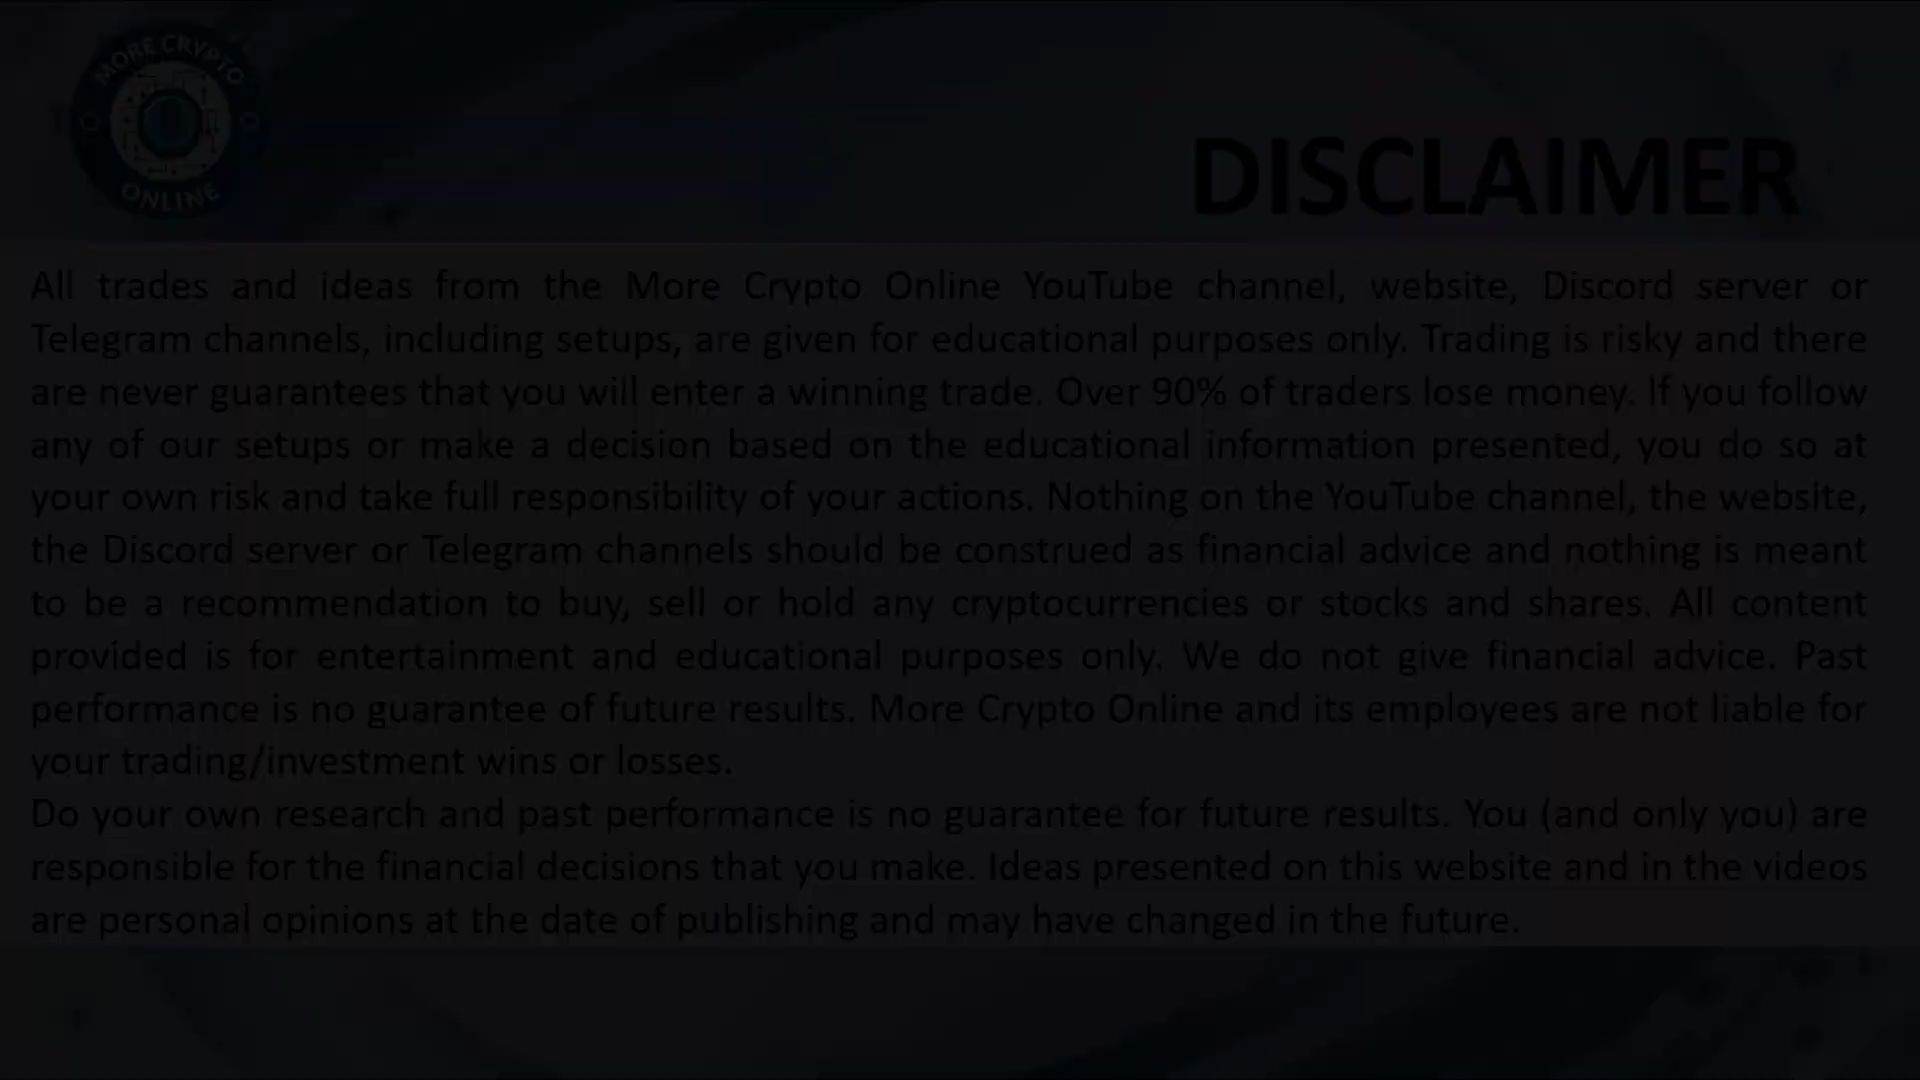 MORE CRYPTO
ONLINE
DISCLAIMER
All trades and ideas from the More Crypto Online YouTube channel, website, Discord server or
Telegram channels, including setups, are given for educational purposes only. Trading is risky and there
are never guarantees that you will enter a winning trade. Over 90% of traders lose money. If you follow
any of our setups or make a decision based on the educational information presented, you do so at
your own risk and take full responsibility of your actions. Nothing on the YouTube channel, the website,
the Discord server or Telegram channels should be construed as financial advice and nothing is meant
to be a recommendation to buy, sell or hold any cryptocurrencies or stocks and shares. All content
provided is for entertainment and educational purposes only. We do not give financial advice. Past
performance is no guarantee of future results. More Crypto Online and its employees are not liable for
your trading/investment wins or losses.
Do your own research and past performance is no guarantee for future results. You (and only you) are
responsible for the financial decisions that you make. Ideas presented on this website and in the videos
are personal opinions at the date of publishing and may have changed in the future.